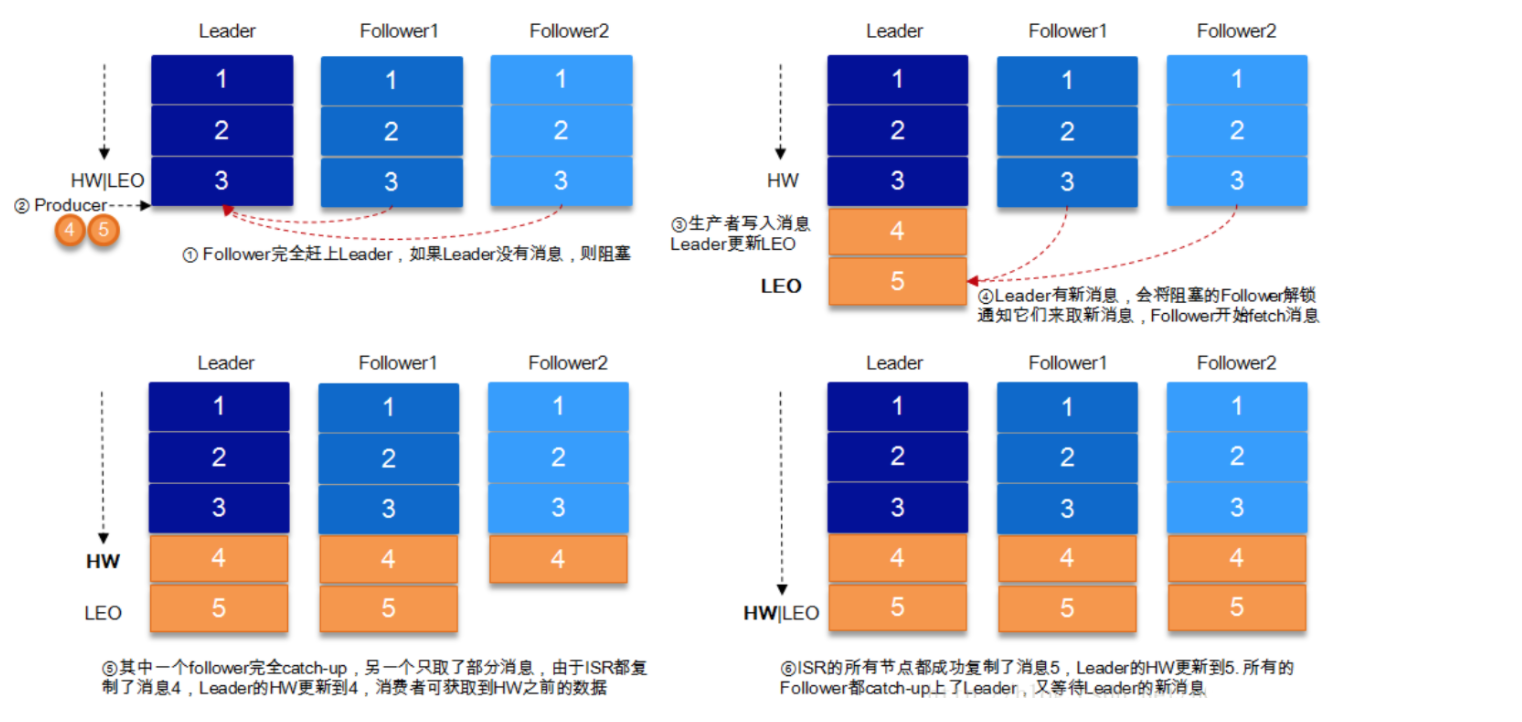 Leader Follower1 Follower2
1 1 1
2 2 2
HW|LEO 3 3 3
② Producer
4 5
① Follower完全赶上Leader，如果Leader没有消息，则阻塞
Leader Follower1 Follower2
1 1 1
2 2 2
HW 3 3 3
③生产者写入消息
Leader更新LEO
4
LEO 5
④Leader有新消息，会将阻塞的Follower解锁
通知它们来取新消息，Follower开始fetch消息
Leader Follower1 Follower2
1 1 1
2 2 2
3 3 3
HW 4 4 4
LEO 5 5
⑤其中一个follower完全catch-up，另一个只取了部分消息，由于ISR都复
制了消息4，Leader的HW更新到4，消费者可获取到HW之前的数据
Leader Follower1 Follower2
1 1 1
2 2 2
3 3 3
4 4 4
HW|LEO 5 5 5
⑥ISR的所有节点都成功复制了消息5，Leader的HW更新到5. 所有的
Follower都catch-up上了Leader，又等待Leader的新消息